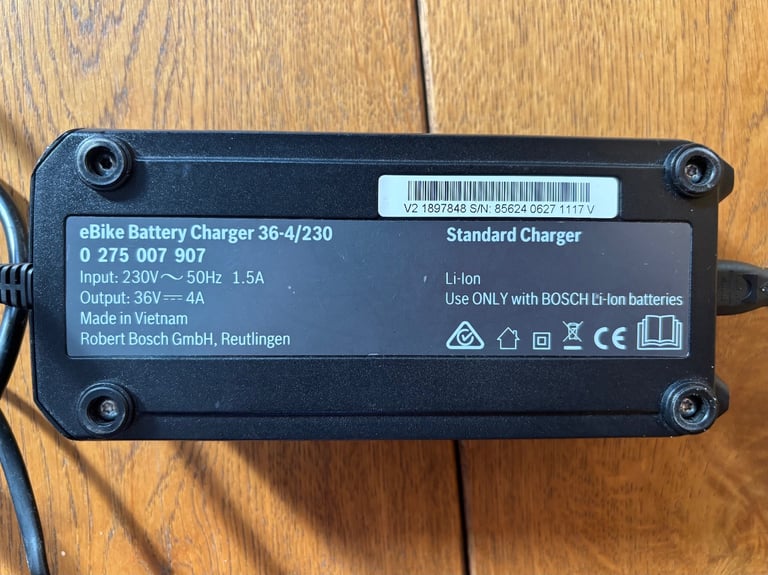 V2 1897848 S/N: 85624 0627 1117 V
eBike Battery Charger 36-4/230
0 275 007 907
Input: 230V～ 50Hz 1.5A
Output: 36V⎓ 4A
Made in Vietnam
Robert Bosch GmbH, Reutlingen
Standard Charger
Li-Ion
Use ONLY with BOSCH Li-Ion batteries
CE